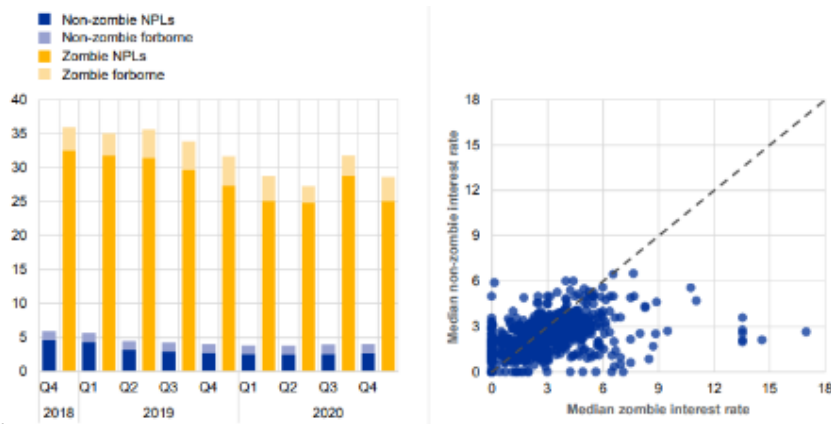 Non-zombie NPLs
Non-zombie forborne
Zombie NPLs
Zombie forborne
40
35
30
25
20
15
10
5
0
Q4 Q1 Q2 Q3 Q4 Q1 Q2 Q3 Q4
2018 2019 2020
Median non-zombie interest rate
18
15
12
9
6
3
0
0 3 6 9 12 15 18
Median zombie interest rate